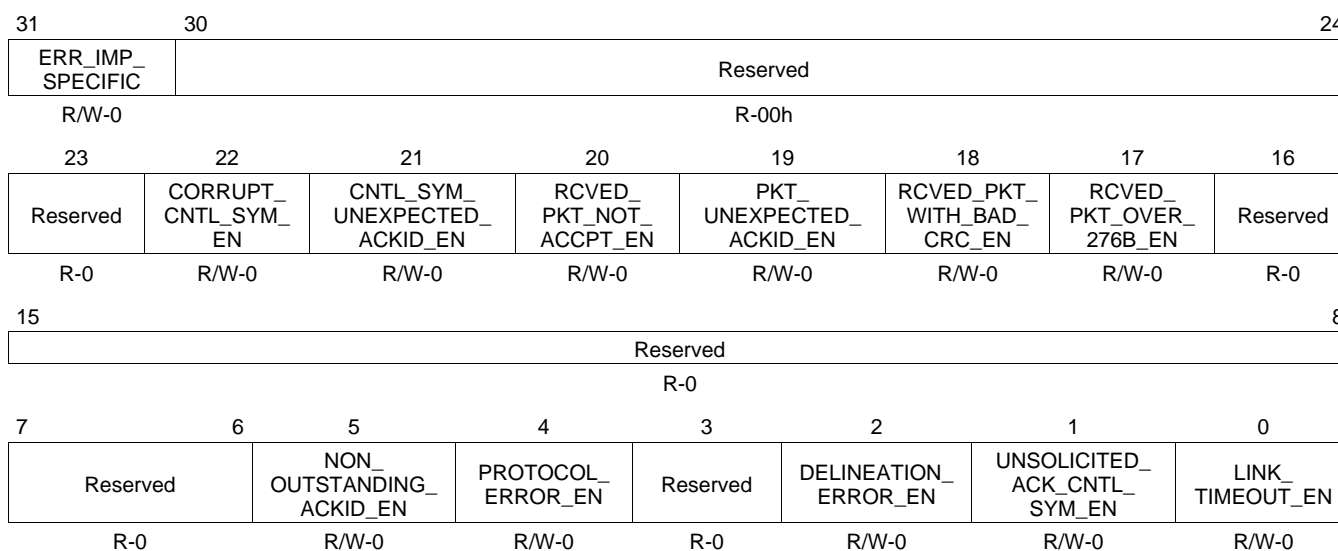 31 30 24
ERR_IMP_ Reserved
SPECIFIC
R/W-0 R-00h
23 22 21 20 19 18 17 16
CORRUPT_ CNTL_SYM_ RCVED_ PKT_ RCVED_PKT_ RCVED_
Reserved CNTL_SYM_ UNEXPECTED_ PKT_NOT_ UNEXPECTED_ WITH_BAD_ PKT_OVER_ Reserved
EN ACKID_EN ACCPT_EN ACKID_EN CRC_EN 276B_EN
R-0 R/W-0 R/W-0 R/W-0 R/W-0 R/W-0 R/W-0 R-0
15 8
Reserved
R-0
7 6 5 4 3 2 1 0
NON_ UNSOLICITED_
Reserved OUTSTANDING_ PROTOCOL_ Reserved DELINEATION_ ACK_CNTL_ LINK_
ACKID_EN ERROR_EN ERROR_EN SYM_EN TIMEOUT_EN
R-0 R/W-0 R/W-0 R-0 R/W-0 R/W-0 R/W-0